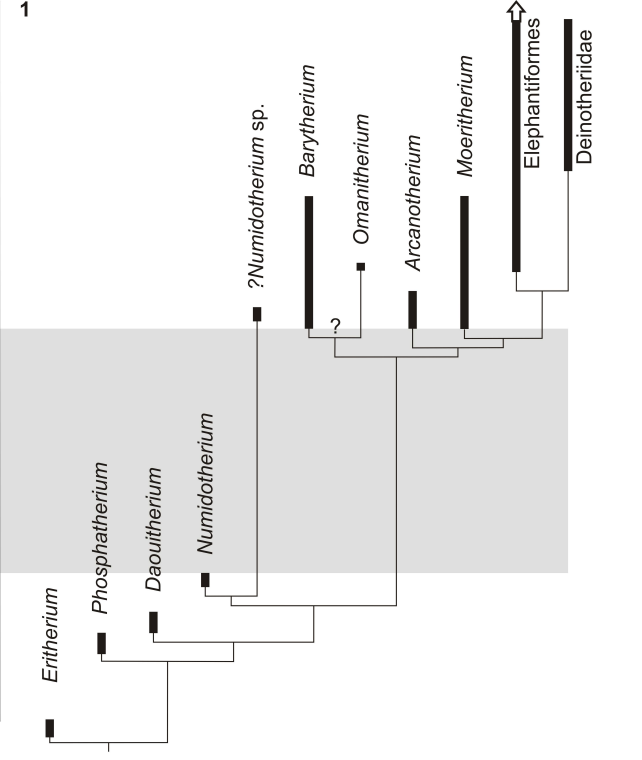 1
Eritherium
Phosphatherium
Daouitherium
Numidotherium
?Numidotherium sp.
Barytherium
?
Omanitherium
Arcanotherium
Moeritherium
Elephantiformes
Deinotheriidae